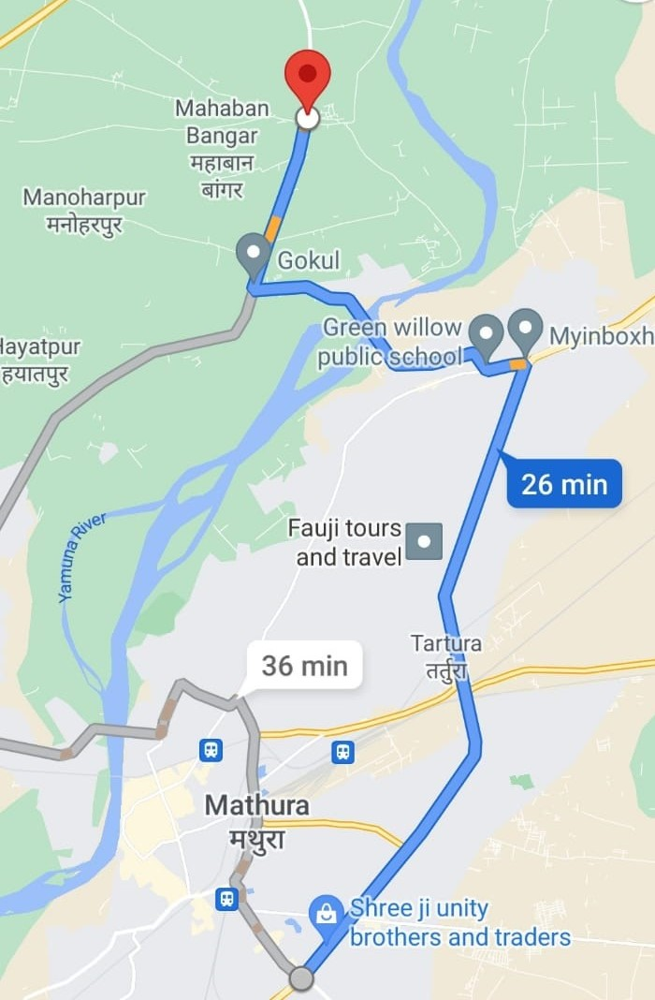 Mahaban
Bangar
महाबान
बांगर
Manoharpur
मनोहरपुर
Gokul
Green willow
public school
Myinboxh
Hayatpur
हयातपुर
26 min
Yamuna River
Fauji tours
and travel
Tartura
तर्तुरा
36 min
Mathura
मथुरा
Shree ji unity
brothers and traders